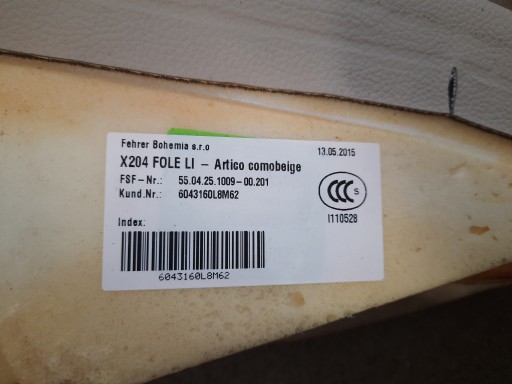 Fehrer Bohemia s.r.o
13.05.2015
X204 FOLE LI – Artico comobeige
FSF-Nr.: 55.04.25.1009-00.201
Kund.Nr.: 6043160L8M62
CCC S
I110528
Index:
6043160L8M62